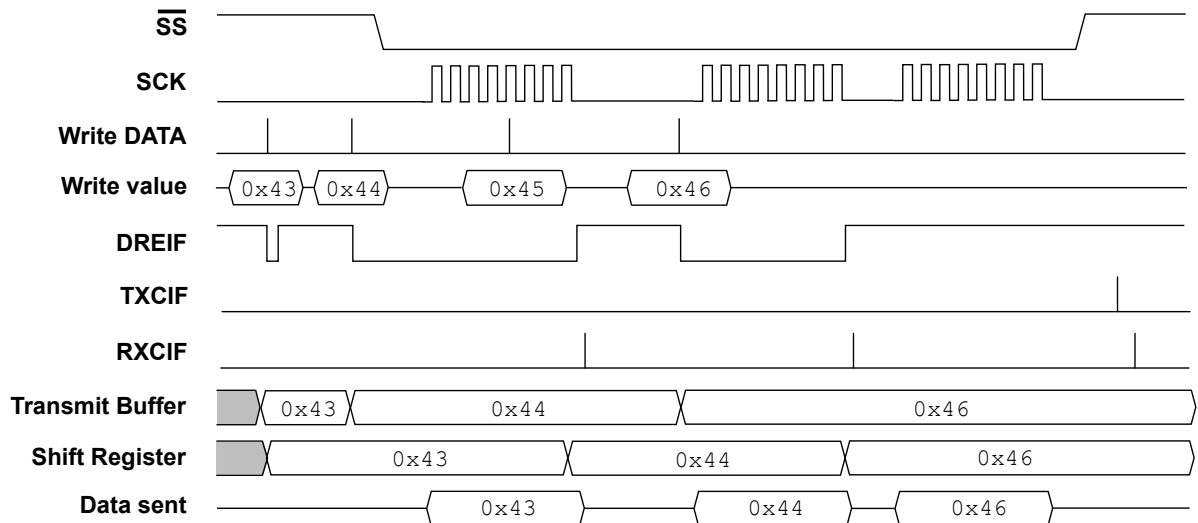 SS
SCK
Write DATA
Write value 0x43 0x44 0x45 0x46
DREIF
TXCIF
RXCIF
Transmit Buffer 0x43 0x44 0x46
Shift Register 0x43 0x44 0x46
Data sent 0x43 0x44 0x46